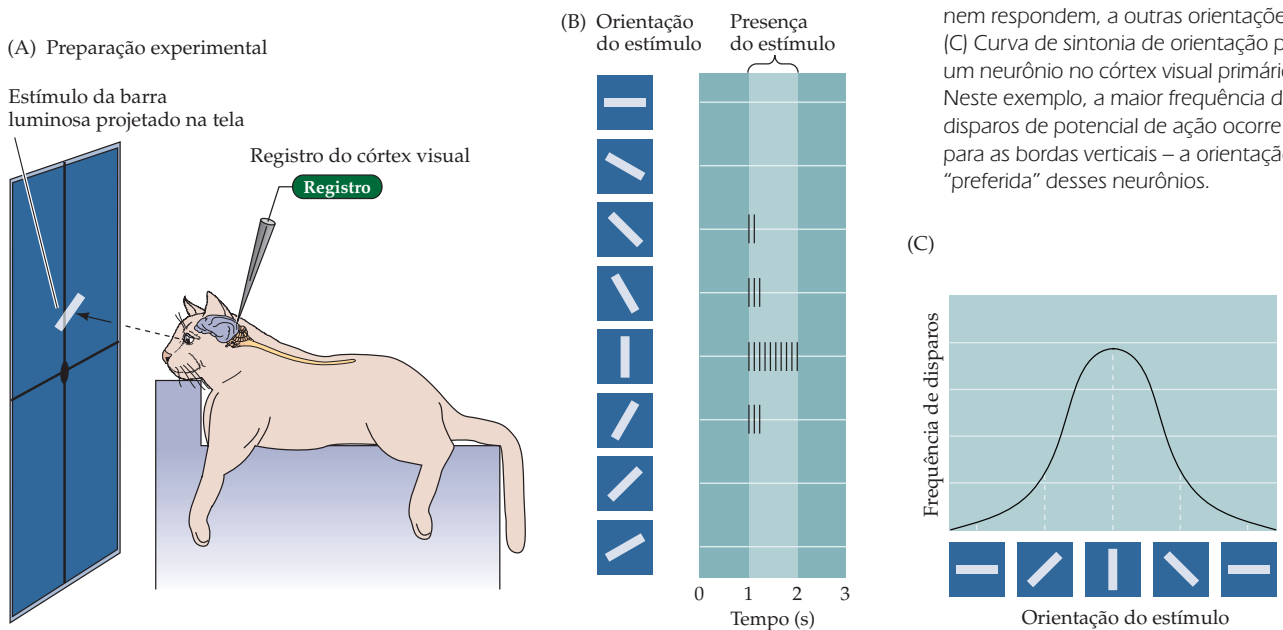 (A) Preparação experimental
Estímulo da barra
luminosa projetado na tela
Registro do córtex visual
Registro
(B) Orientação
do estímulo
Presença
do estímulo
0 1 2 3
Tempo (s)
nem respondem, a outras
(C) Curva de sintonia de orientação
um neurônio no córtex visual
Neste exemplo, a maior frequência
disparos de potencial de ação ocorre
para as bordas verticais – a
"preferida" desses neurônios.
(C)
Frequência de disparos
Orientação do estímulo